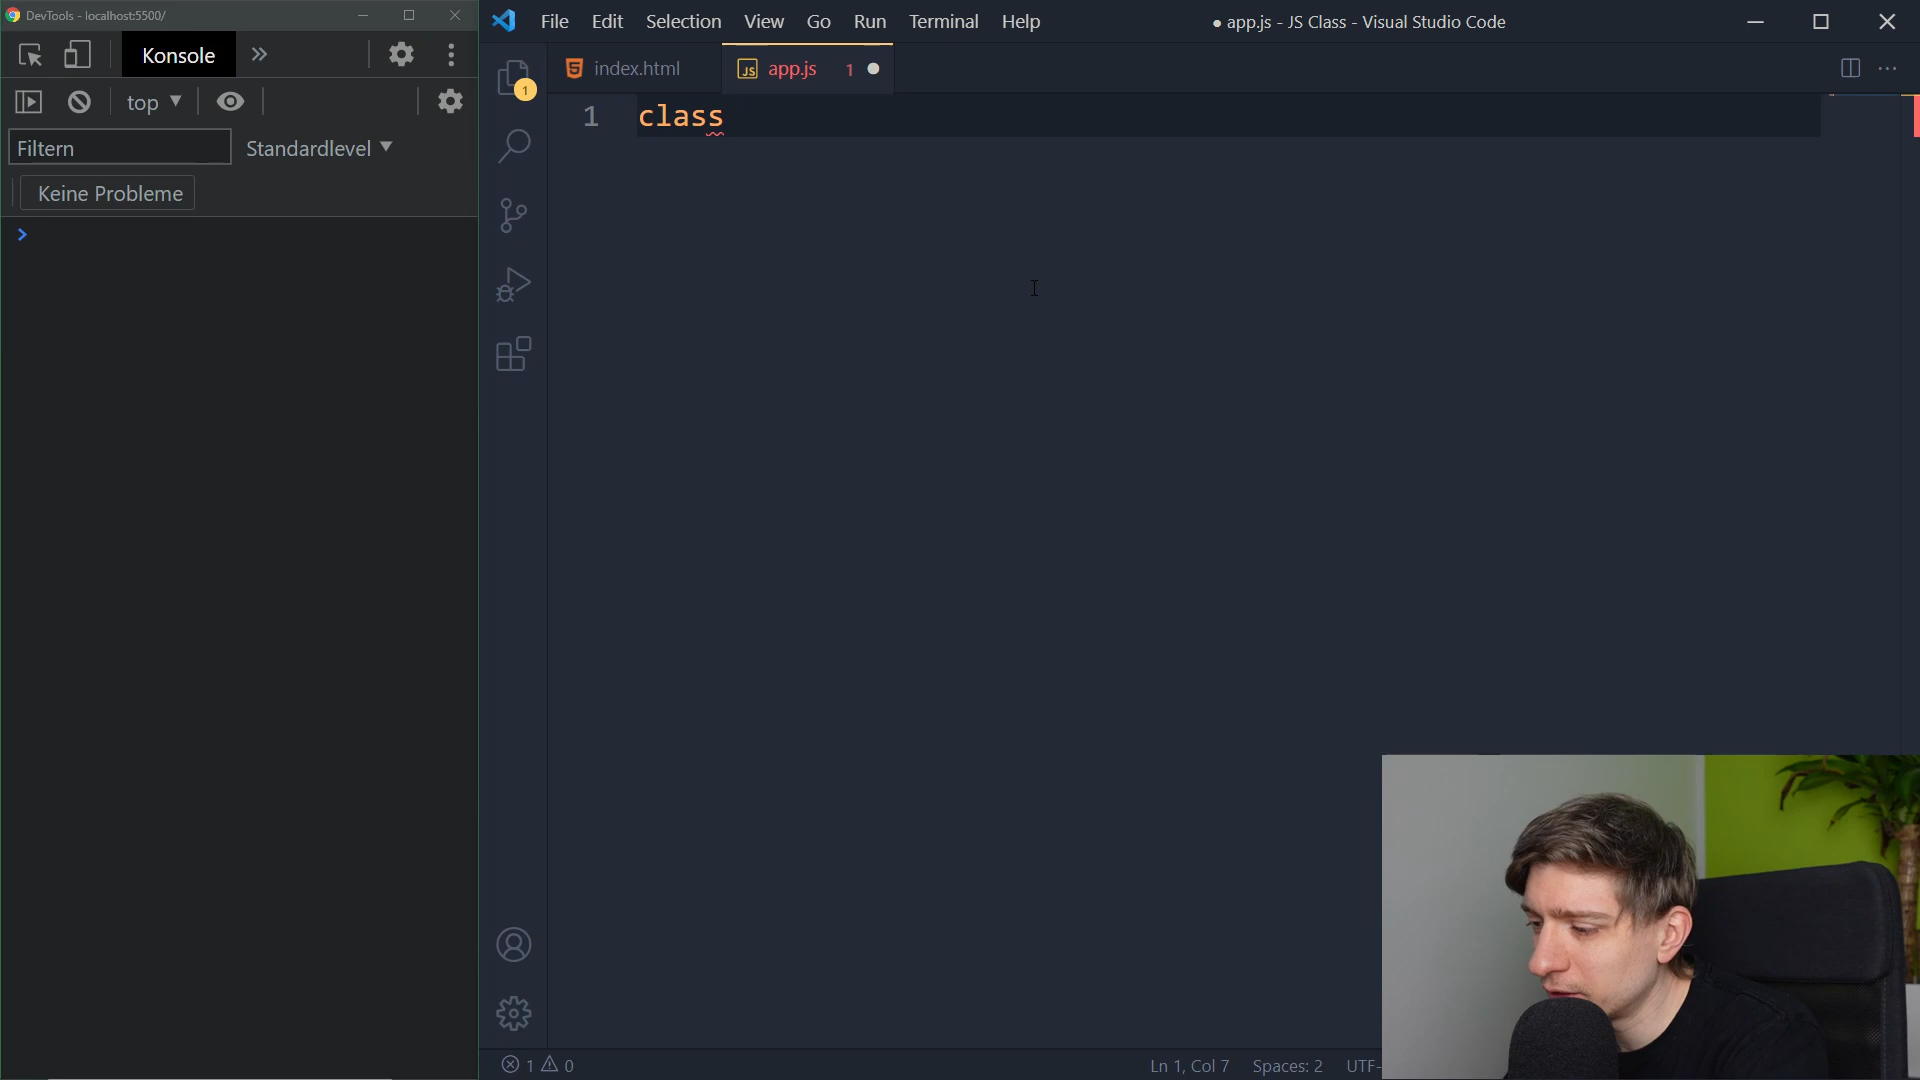 DevTools - localhost:5500/
Konsole
top
Filtern
Standardlevel
Keine Probleme
File Edit Selection View Go Run Terminal Help
● app.js - JS Class - Visual Studio Code
1
index.html
JS app.js 1
1 class
1 0
Ln 1, Col 7 Spaces: 2 UTF-